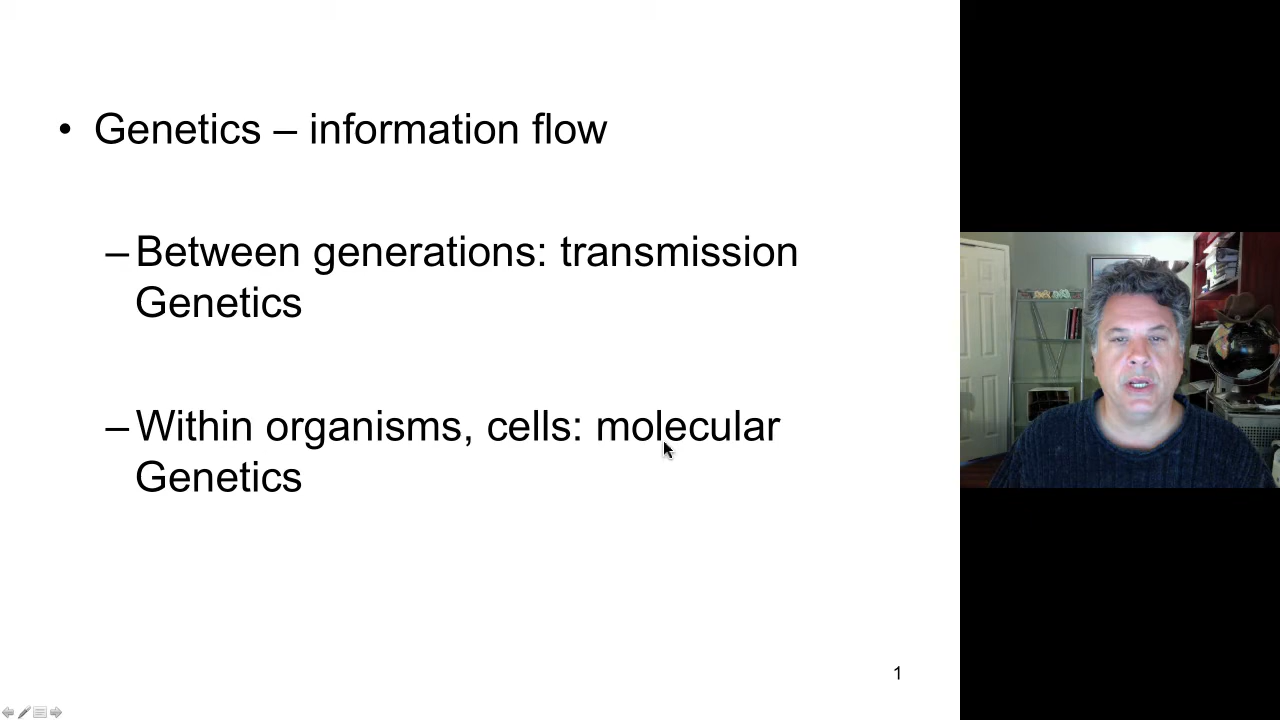 • Genetics – information flow
– Between generations: transmission
Genetics
– Within organisms, cells: molecular
Genetics
1